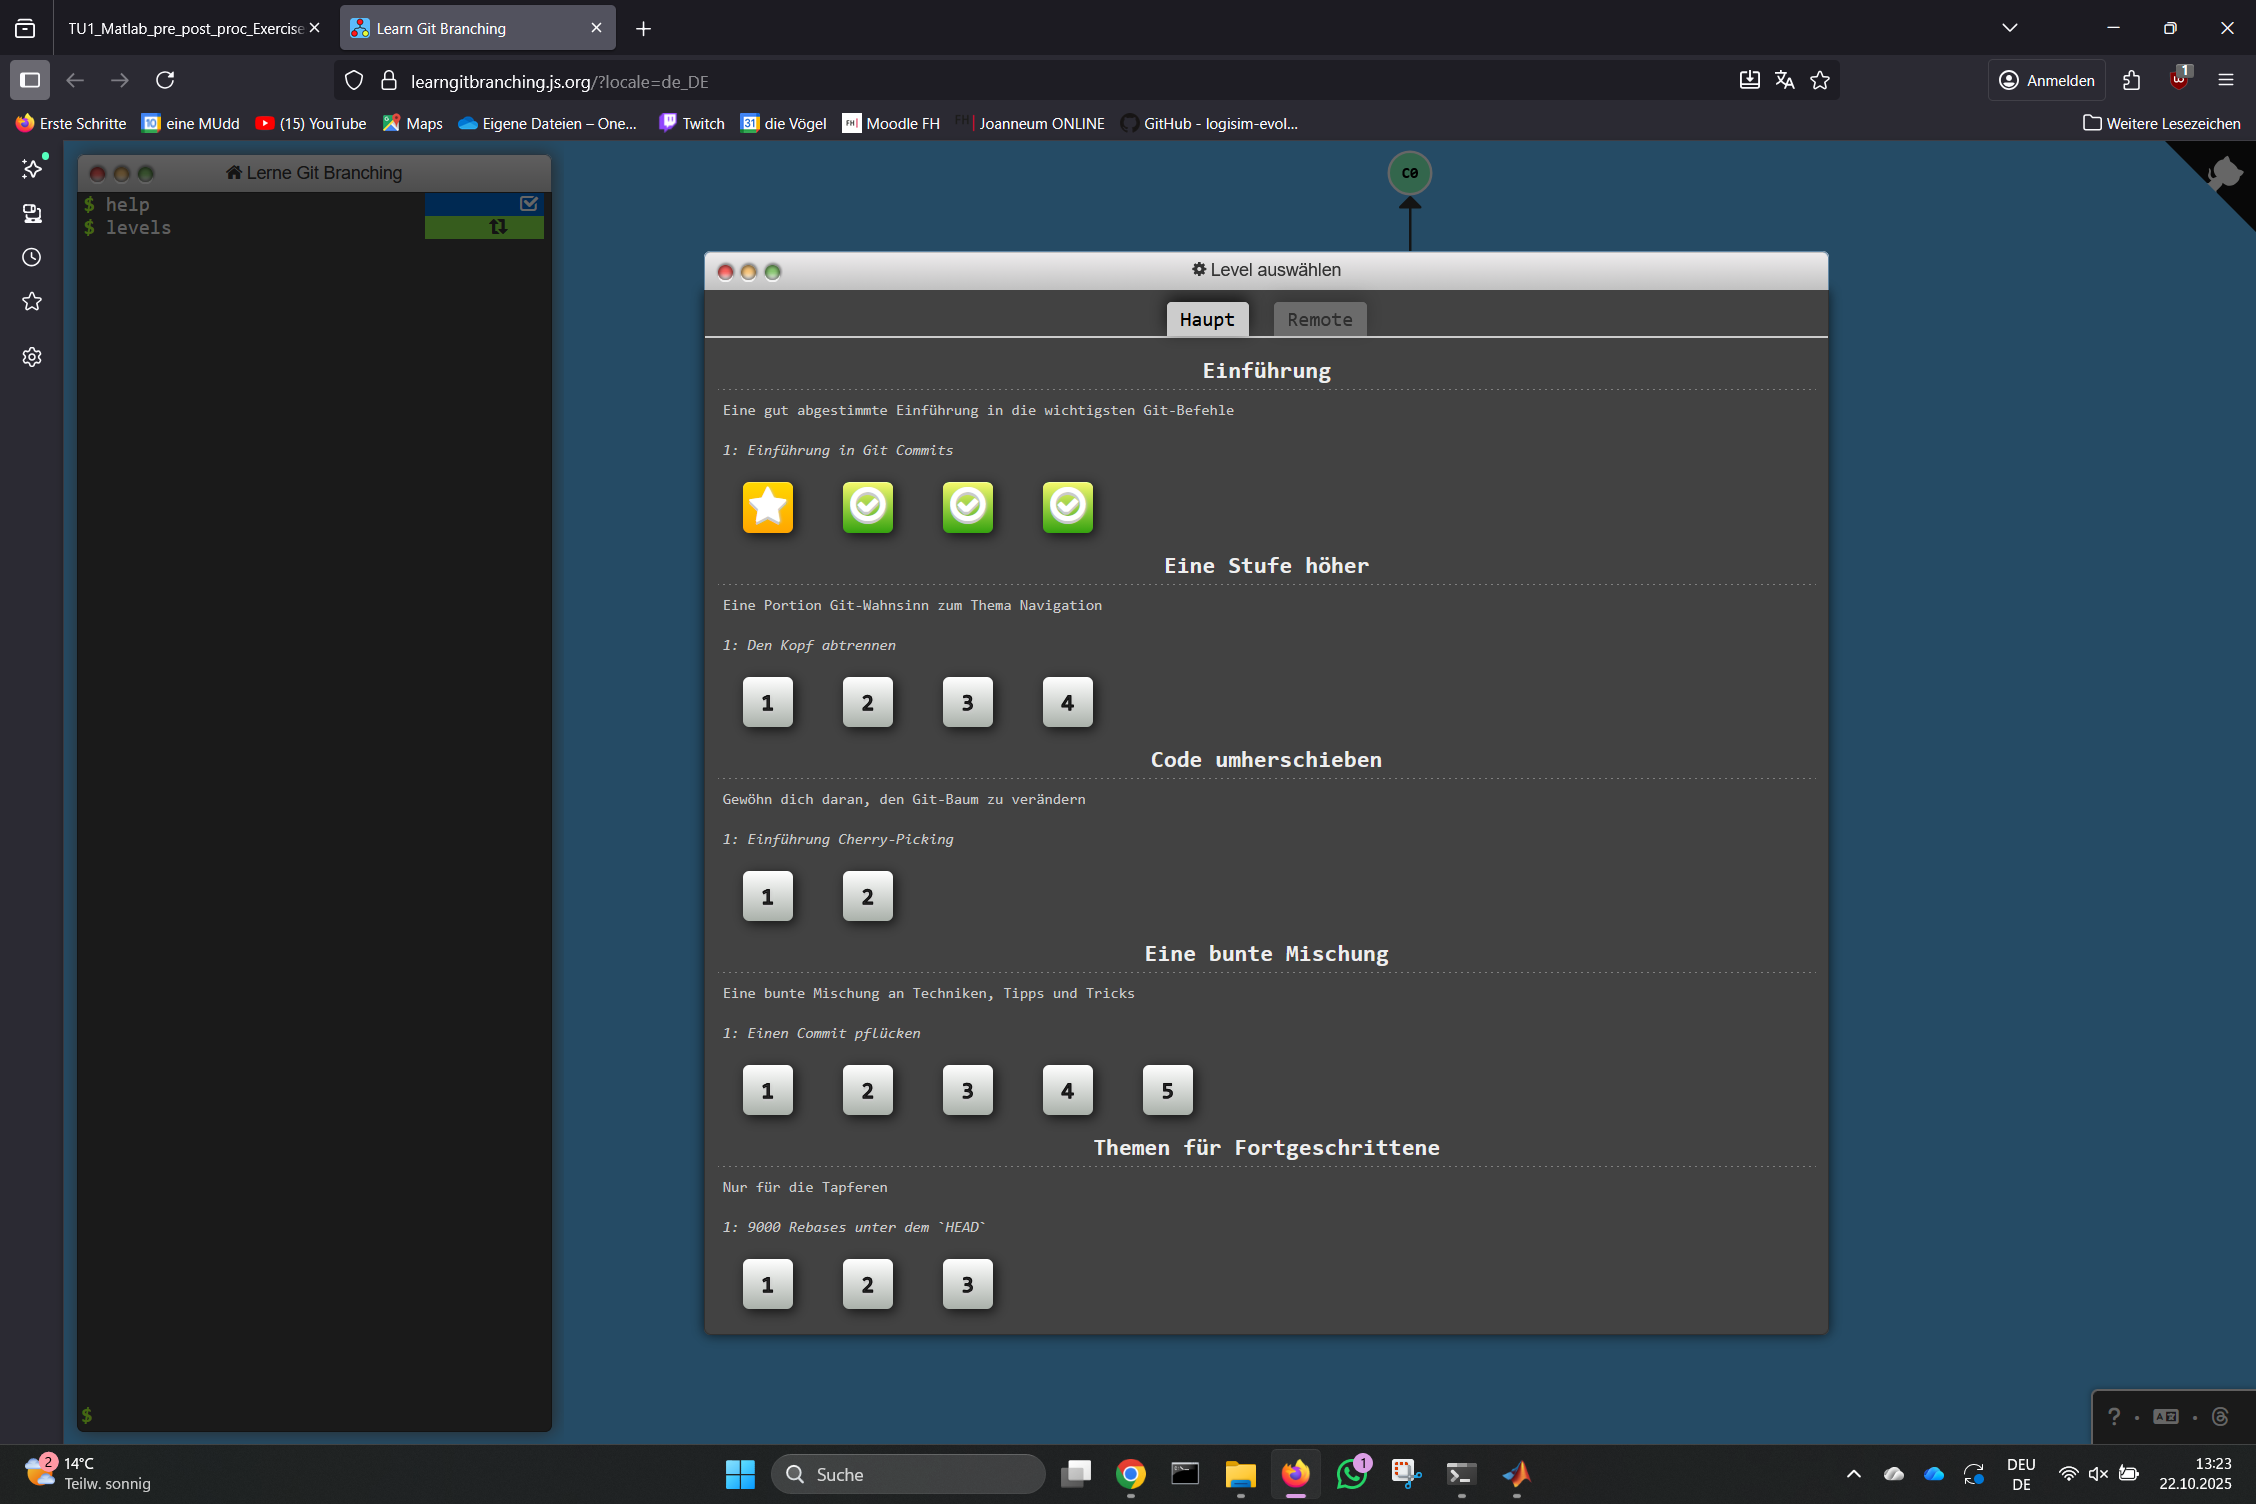 TU1_Matlab_pre_post_proc_Exercise
Learn Git Branching
learngitbranching.js.org/?locale=de_DE
Anmelden
1
Erste Schritte
eine MUdd
(15) YouTube
Maps
Eigene Dateien – One...
Twitch
die Vögel
Moodle FH
Joanneum ONLINE
GitHub - logisim-evol...
Weitere Lesezeichen
Lerne Git Branching
$ help
$ levels
$
C0
Level auswählen
Haupt
Remote
Einführung
Eine gut abgestimmte Einführung in die wichtigsten Git-Befehle
1: Einführung in Git Commits
Eine Stufe höher
Eine Portion Git-Wahnsinn zum Thema Navigation
1: Den Kopf abtrennen
1 2 3 4
Code umherschieben
Gewöhn dich daran, den Git-Baum zu verändern
1: Einführung Cherry-Picking
1 2
Eine bunte Mischung
Eine bunte Mischung an Techniken, Tipps und Tricks
1: Einen Commit pflücken
1 2 3 4 5
Themen für Fortgeschrittene
Nur für die Tapferen
1: 9000 Rebases unter dem `HEAD`
1 2 3
?
2
14°C
Teilw. sonnig
Suche
1
DEU
DE
13:23
22.10.2025